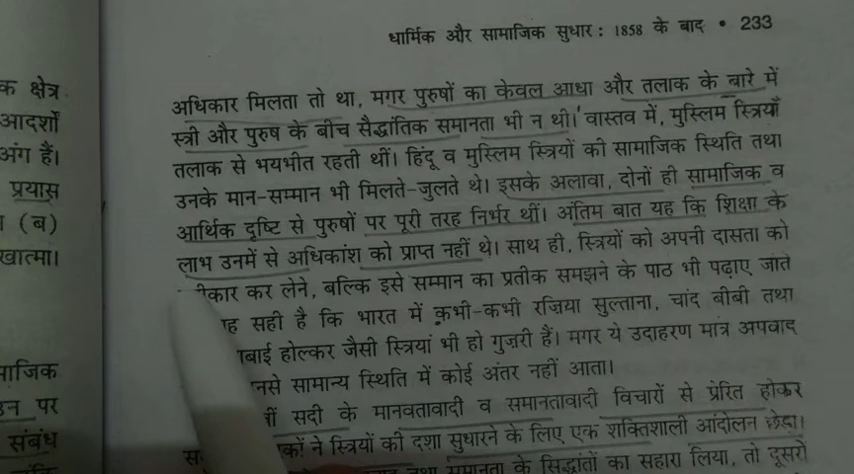 धार्मिक और सामाजिक सुधार : 1858 के बाद • 233
अधिकार मिलता तो था, मगर पुरुषों का केवल आधा और तलाक के बारे में
स्त्री और पुरुष के बीच सैद्धांतिक समानता भी न थी। वास्तव में, मुस्लिम स्त्रियाँ
तलाक से भयभीत रहती थीं। हिंदू व मुस्लिम स्त्रियों की सामाजिक स्थिति तथा
उनके मान-सम्मान भी मिलते-जुलते थे। इसके अलावा, दोनों ही सामाजिक व
आर्थिक दृष्टि से पुरुषों पर पूरी तरह निर्भर थीं। अंतिम बात यह कि शिक्षा के
लाभ उनमें से अधिकांश को प्राप्त नहीं थे। साथ ही, स्त्रियों को अपनी दासता को
कर लेने, बल्कि इसे सम्मान का प्रतीक समझने के पाठ भी पढ़ाए जाते
सही है कि भारत में कभी-कभी रज़िया सुल्ताना, चांद बीबी तथा
होल्कर जैसी स्त्रियां भी हो गुज़री हैं। मगर ये उदाहरण मात्र अपवाद
सामान्य स्थिति में कोई अंतर नहीं आता।
सदी के मानवतावादी व समानतावादी विचारों से प्रेरित होकर
ने स्त्रियों की दशा सुधारने के लिए एक शक्तिशाली आंदोलन छेड़ा।
तथा समानता के सिद्धांतों का सहारा लिया, तो दूसरों
क क्षेत्र
आदर्शों
अंग हैं।
प्रयास
(ब)
खात्मा।
पर
संबंध